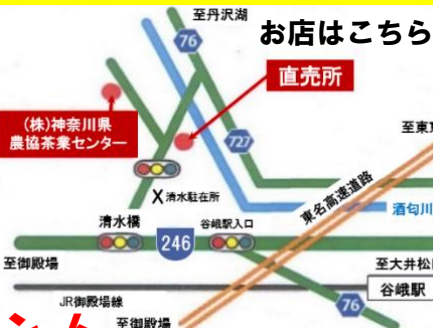 至丹沢湖
お店はこちら
76
直売所
(株)神奈川県
農協茶業センター
727
至東
清水駐在所
東名高速道路
酒匂川
清水橋
谷峨駅入口
246
至御殿場
至大井松
谷峨駅
JR御殿場線
76
至御殿場